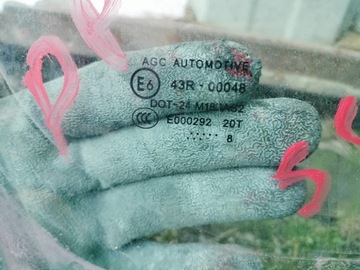 AGC AUTOMOTIVE
E6 43R - 00048
DOT-24 M18 AS2
CCC E000292 20T
..... 8